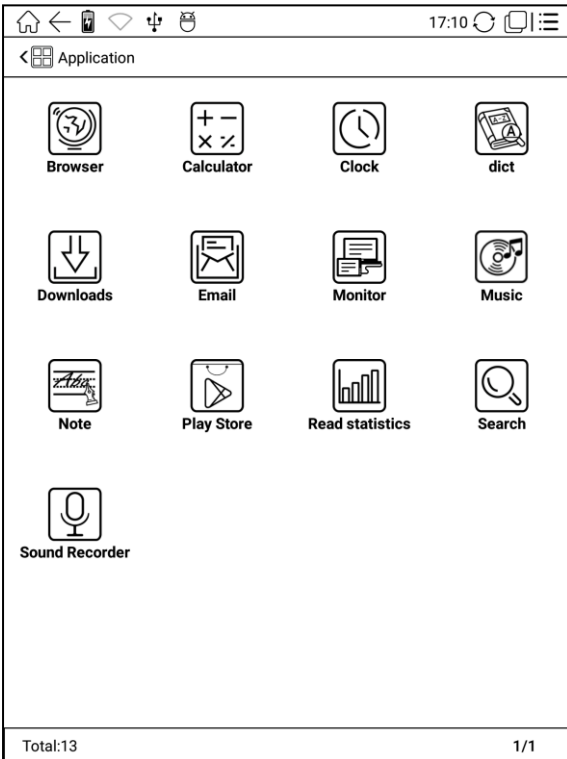 17:10
Application
Browser
Calculator
Clock
dict
Downloads
Email
Monitor
Music
Note
Play Store
Read statistics
Search
Sound Recorder
Total:13
1/1